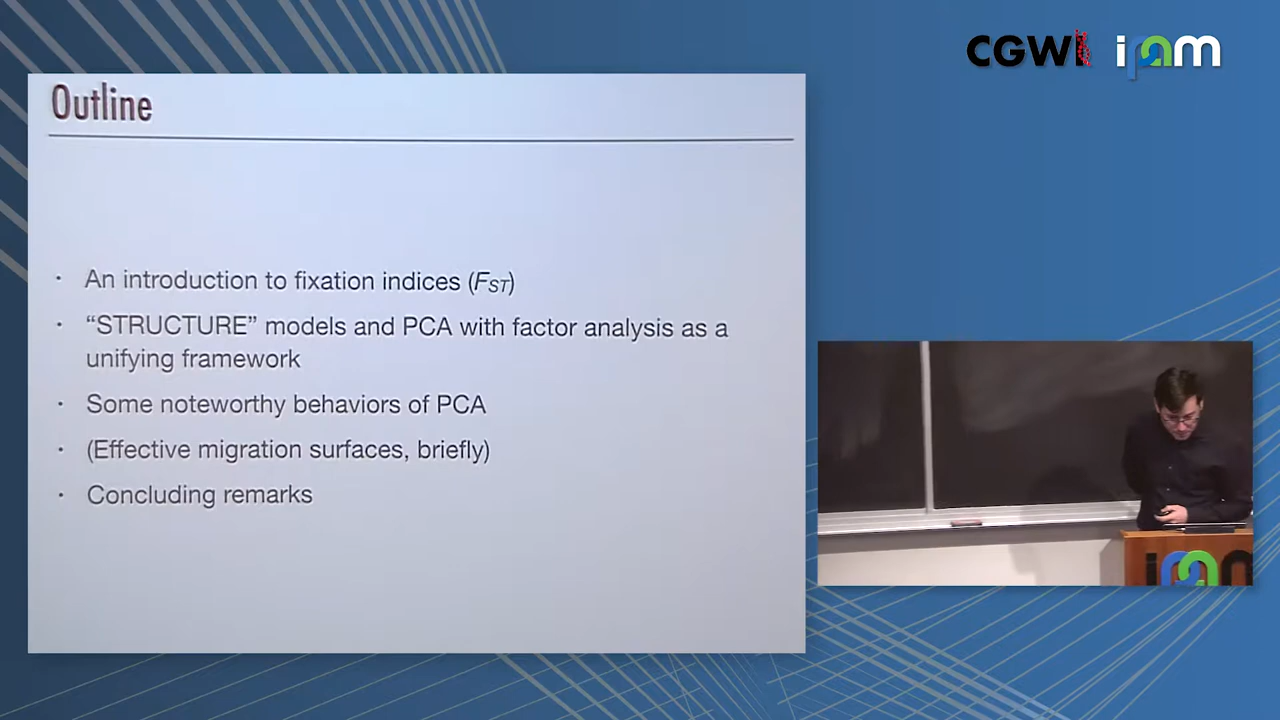 CGWI ipam
Outline
· An introduction to fixation indices (FST)
· “STRUCTURE” models and PCA with factor analysis as a
unifying framework
· Some noteworthy behaviors of PCA
· (Effective migration surfaces, briefly)
· Concluding remarks